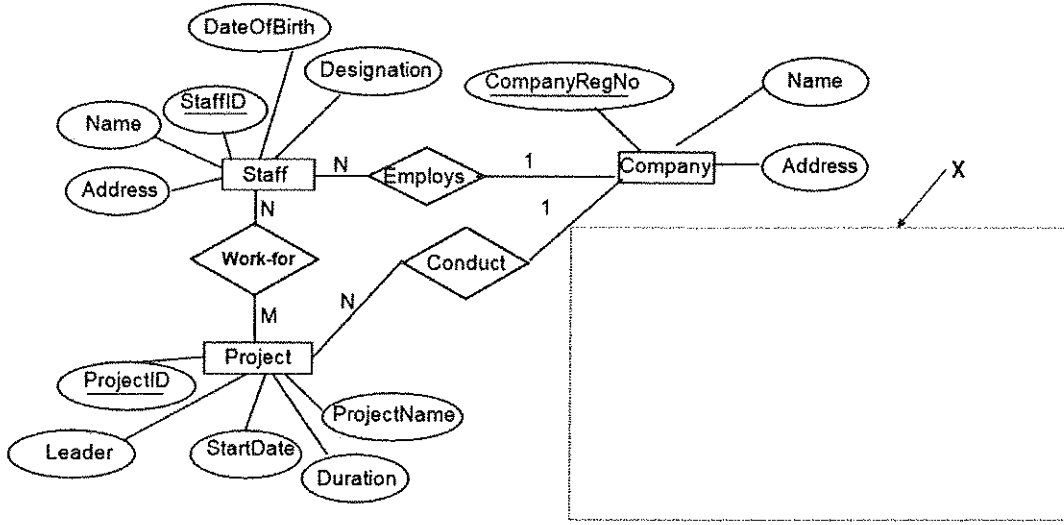 DateOfBirth
Designation
StaffID
Name
Address
Staff
N
Employs
1
CompanyRegNo
Name
Company
Address
X
N
Work-for
M
1
Conduct
N
Project
ProjectID
Leader
StartDate
Duration
ProjectName